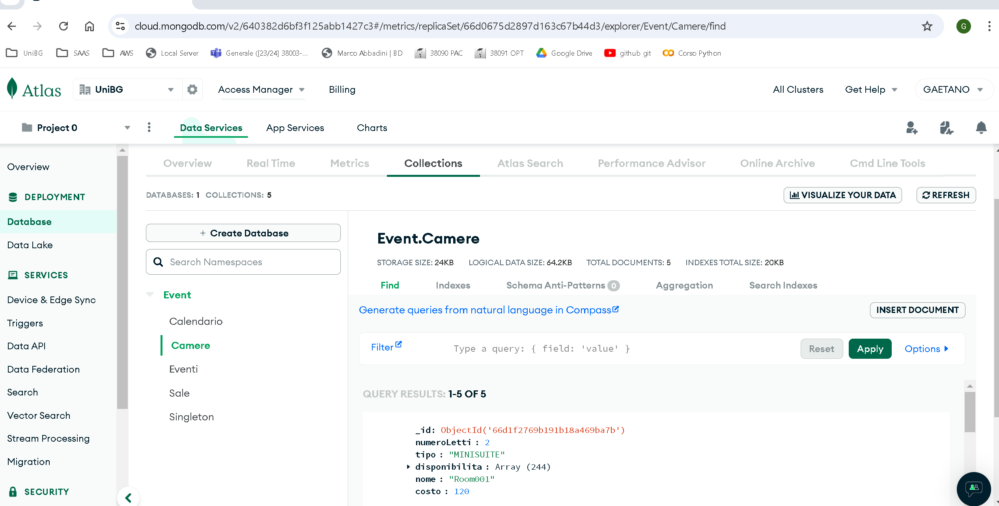 cloud.mongodb.com/v2/640382d6bf3f125abb1427c3#/metrics/replicaSet/66d0675d2897d163c67b44d3/explorer/Event/Camere/find
G
UniBG SAAS AWS Local Server Generale ([23/24] 38003-... Marco Abbadini | BD 38090 PAC 38091 OPT Google Drive github git Corso Python
Atlas UniBG Access Manager Billing All Clusters Get Help GAETANO
Project 0 Data Services App Services Charts
Overview
DEPLOYMENT
Database
Data Lake
SERVICES
Device & Edge Sync
Triggers
Data API
Data Federation
Search
Vector Search
Stream Processing
Migration
SECURITY
Overview Real Time Metrics Collections Atlas Search Performance Advisor Online Archive Cmd Line Tools
DATABASES: 1 COLLECTIONS: 5
VISUALIZE YOUR DATA REFRESH
+ Create Database
Search Namespaces
Event
Calendario
Camere
Eventi
Sale
Singleton
Event.Camere
STORAGE SIZE: 24KB LOGICAL DATA SIZE: 64.2KB TOTAL DOCUMENTS: 5 INDEXES TOTAL SIZE: 20KB
Find Indexes Schema Anti-Patterns 0 Aggregation Search Indexes
Generate queries from natural language in Compass
INSERT DOCUMENT
Filter Type a query: { field: 'value' } Reset Apply Options
QUERY RESULTS: 1-5 OF 5
_id: ObjectId('66d1f2769b191b18a469ba7b')
numeroLetti : 2
tipo : "MINISUITE"
disponibilita : Array (244)
nome : "Room001"
costo : 120